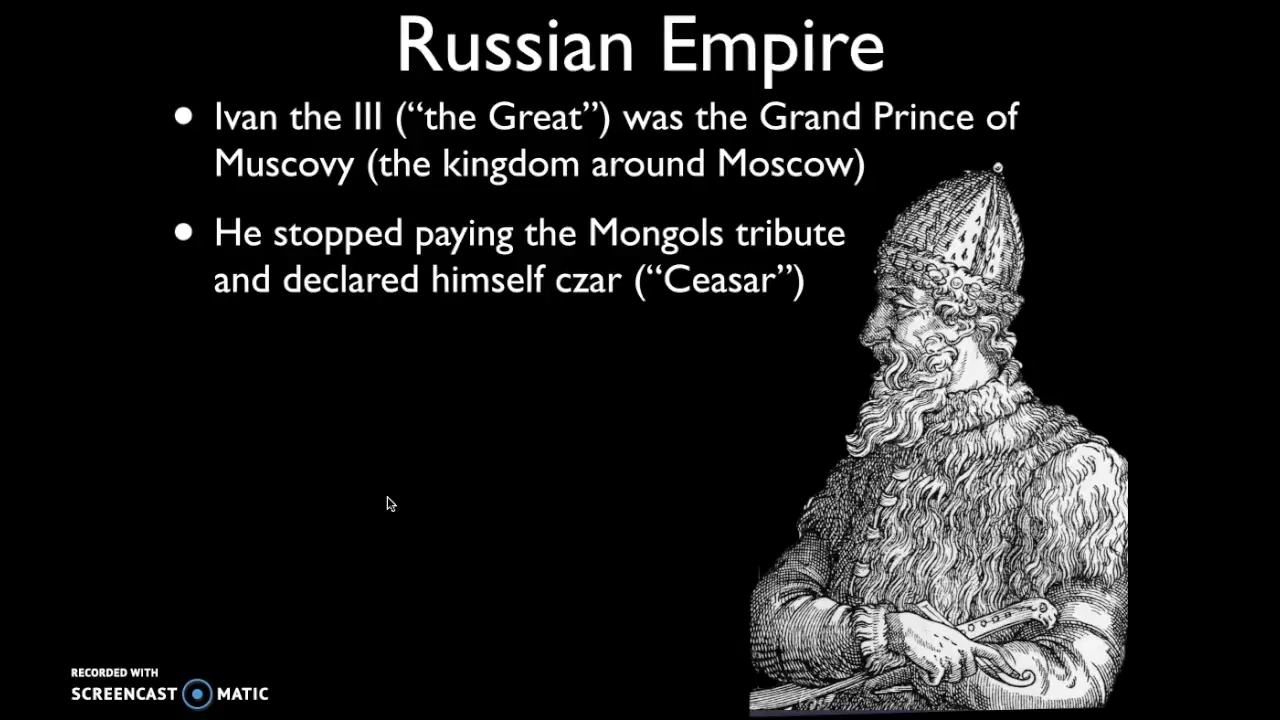 Russian Empire
• Ivan the III (“the Great”) was the Grand Prince of
Muscovy (the kingdom around Moscow)
• He stopped paying the Mongols tribute
and declared himself czar (“Ceasar”)
RECORDED WITH
SCREENCAST MATIC